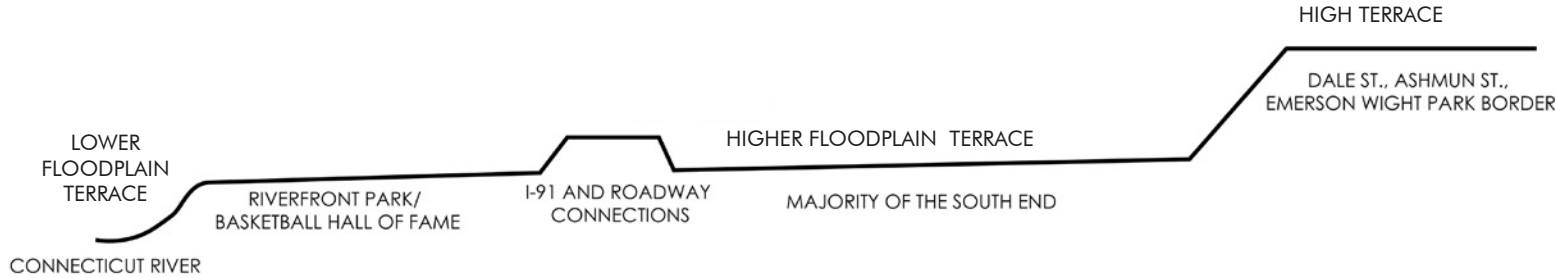 HIGH TERRACE
DALE ST., ASHMUN ST.,
EMERSON WIGHT PARK BORDER
LOWER
FLOODPLAIN
TERRACE
HIGHER FLOODPLAIN TERRACE
RIVERFRONT PARK/
BASKETBALL HALL OF FAME
I-91 AND ROADWAY
CONNECTIONS
MAJORITY OF THE SOUTH END
CONNECTICUT RIVER